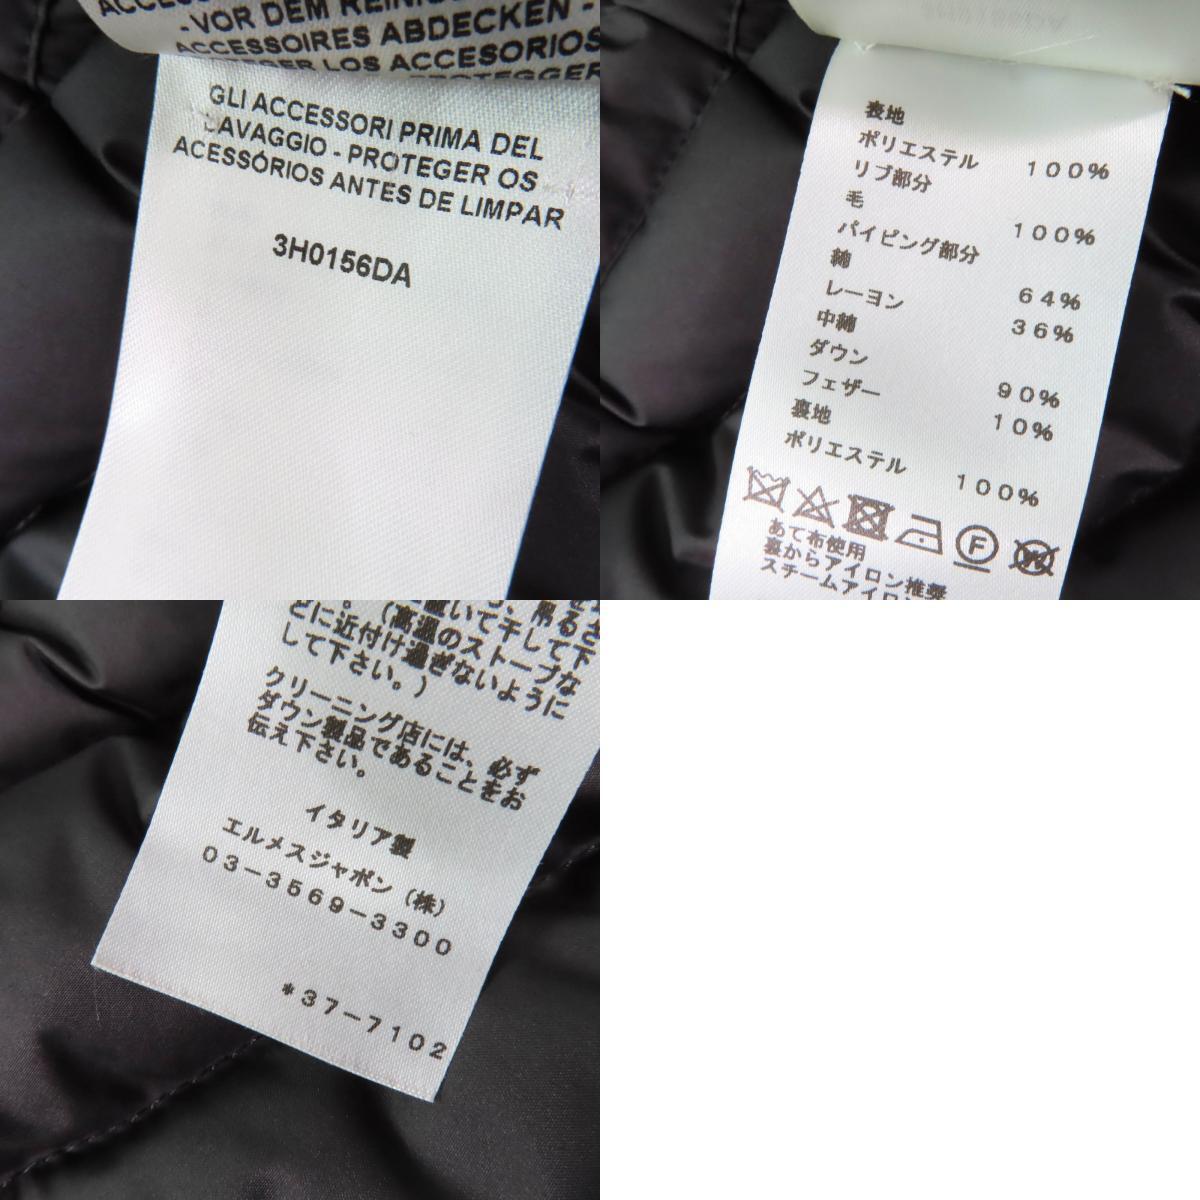 - VOR DEM
ACCESSOIRES ABDECKEN -
LOS ACCESORIOS
GLI ACCESSORI PRIMA DEL
LAVAGGIO - PROTEGER OS
ACESSÓRIOS ANTES DE LIMPAR
3H0156DA
表地
ポリエステル 100%
リブ部分
毛 100%
パイピング部分
綿 64%
レーヨン 36%
中綿
ダウン 90%
フェザー 10%
裏地
ポリエステル 100%
F
W
あて布使用
裏からアイロン推奨
スチームアイロン
。(高温のストーブな
どに近付け過ぎないように
して下さい。)
クリーニング店には、必ず
ダウン製品であることをお
伝え下さい。
イタリア製
エルメスジャポン(株)
03-3569-3300
*37-7102